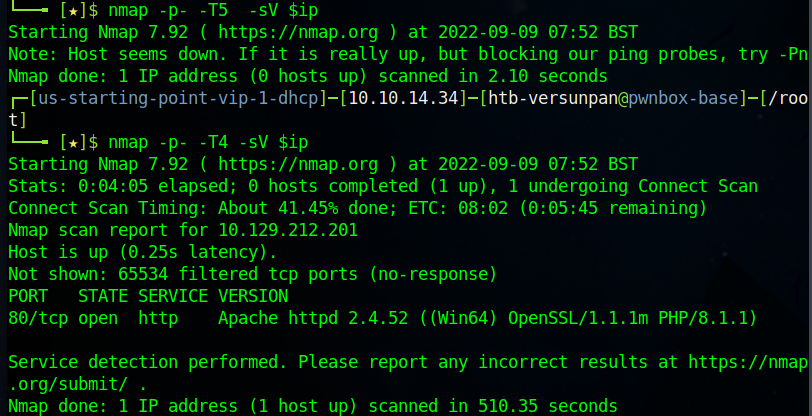 └──╼ [★]$ nmap -p- -T5  -sV $ip
Starting Nmap 7.92 ( https://nmap.org ) at 2022-09-09 07:52 BST
Note: Host seems down. If it is really up, but blocking our ping probes, try -Pn
Nmap done: 1 IP address (0 hosts up) scanned in 2.10 seconds
┌─[us-starting-point-vip-1-dhcp]─[10.10.14.34]─[htb-versunpan@pwnbox-base]─[/roo
t]
└──╼ [★]$ nmap -p- -T4 -sV $ip
Starting Nmap 7.92 ( https://nmap.org ) at 2022-09-09 07:52 BST
Stats: 0:04:05 elapsed; 0 hosts completed (1 up), 1 undergoing Connect Scan
Connect Scan Timing: About 41.45% done; ETC: 08:02 (0:05:45 remaining)
Nmap scan report for 10.129.212.201
Host is up (0.25s latency).
Not shown: 65534 filtered tcp ports (no-response)
PORT   STATE SERVICE VERSION
80/tcp open  http    Apache httpd 2.4.52 ((Win64) OpenSSL/1.1.1m PHP/8.1.1)

Service detection performed. Please report any incorrect results at https://nmap
.org/submit/ .
Nmap done: 1 IP address (1 host up) scanned in 510.35 seconds